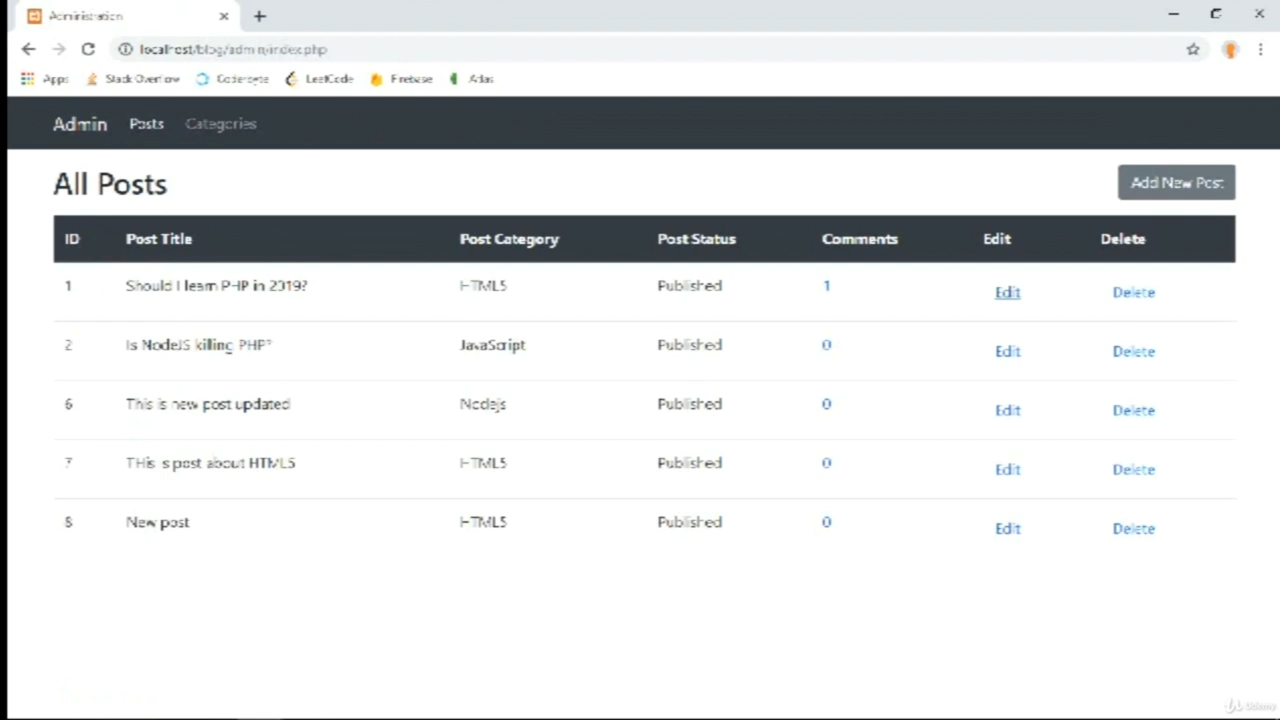 Administration
localhost/blog/admin/index.php
Apps Stack Overflow Coderbyte LeetCode Firebase Atlas
Admin Posts Categories
All Posts
Add New Post
ID Post Title Post Category Post Status Comments Edit Delete
1 Should I learn PHP in 2019? HTML5 Published 1 Edit Delete
2 Is NodeJS killing PHP? JavaScript Published 0 Edit Delete
6 This is new post updated Nodejs Published 0 Edit Delete
7 THis is post about HTML5 HTML5 Published 0 Edit Delete
8 New post HTML5 Published 0 Edit Delete
Udemy